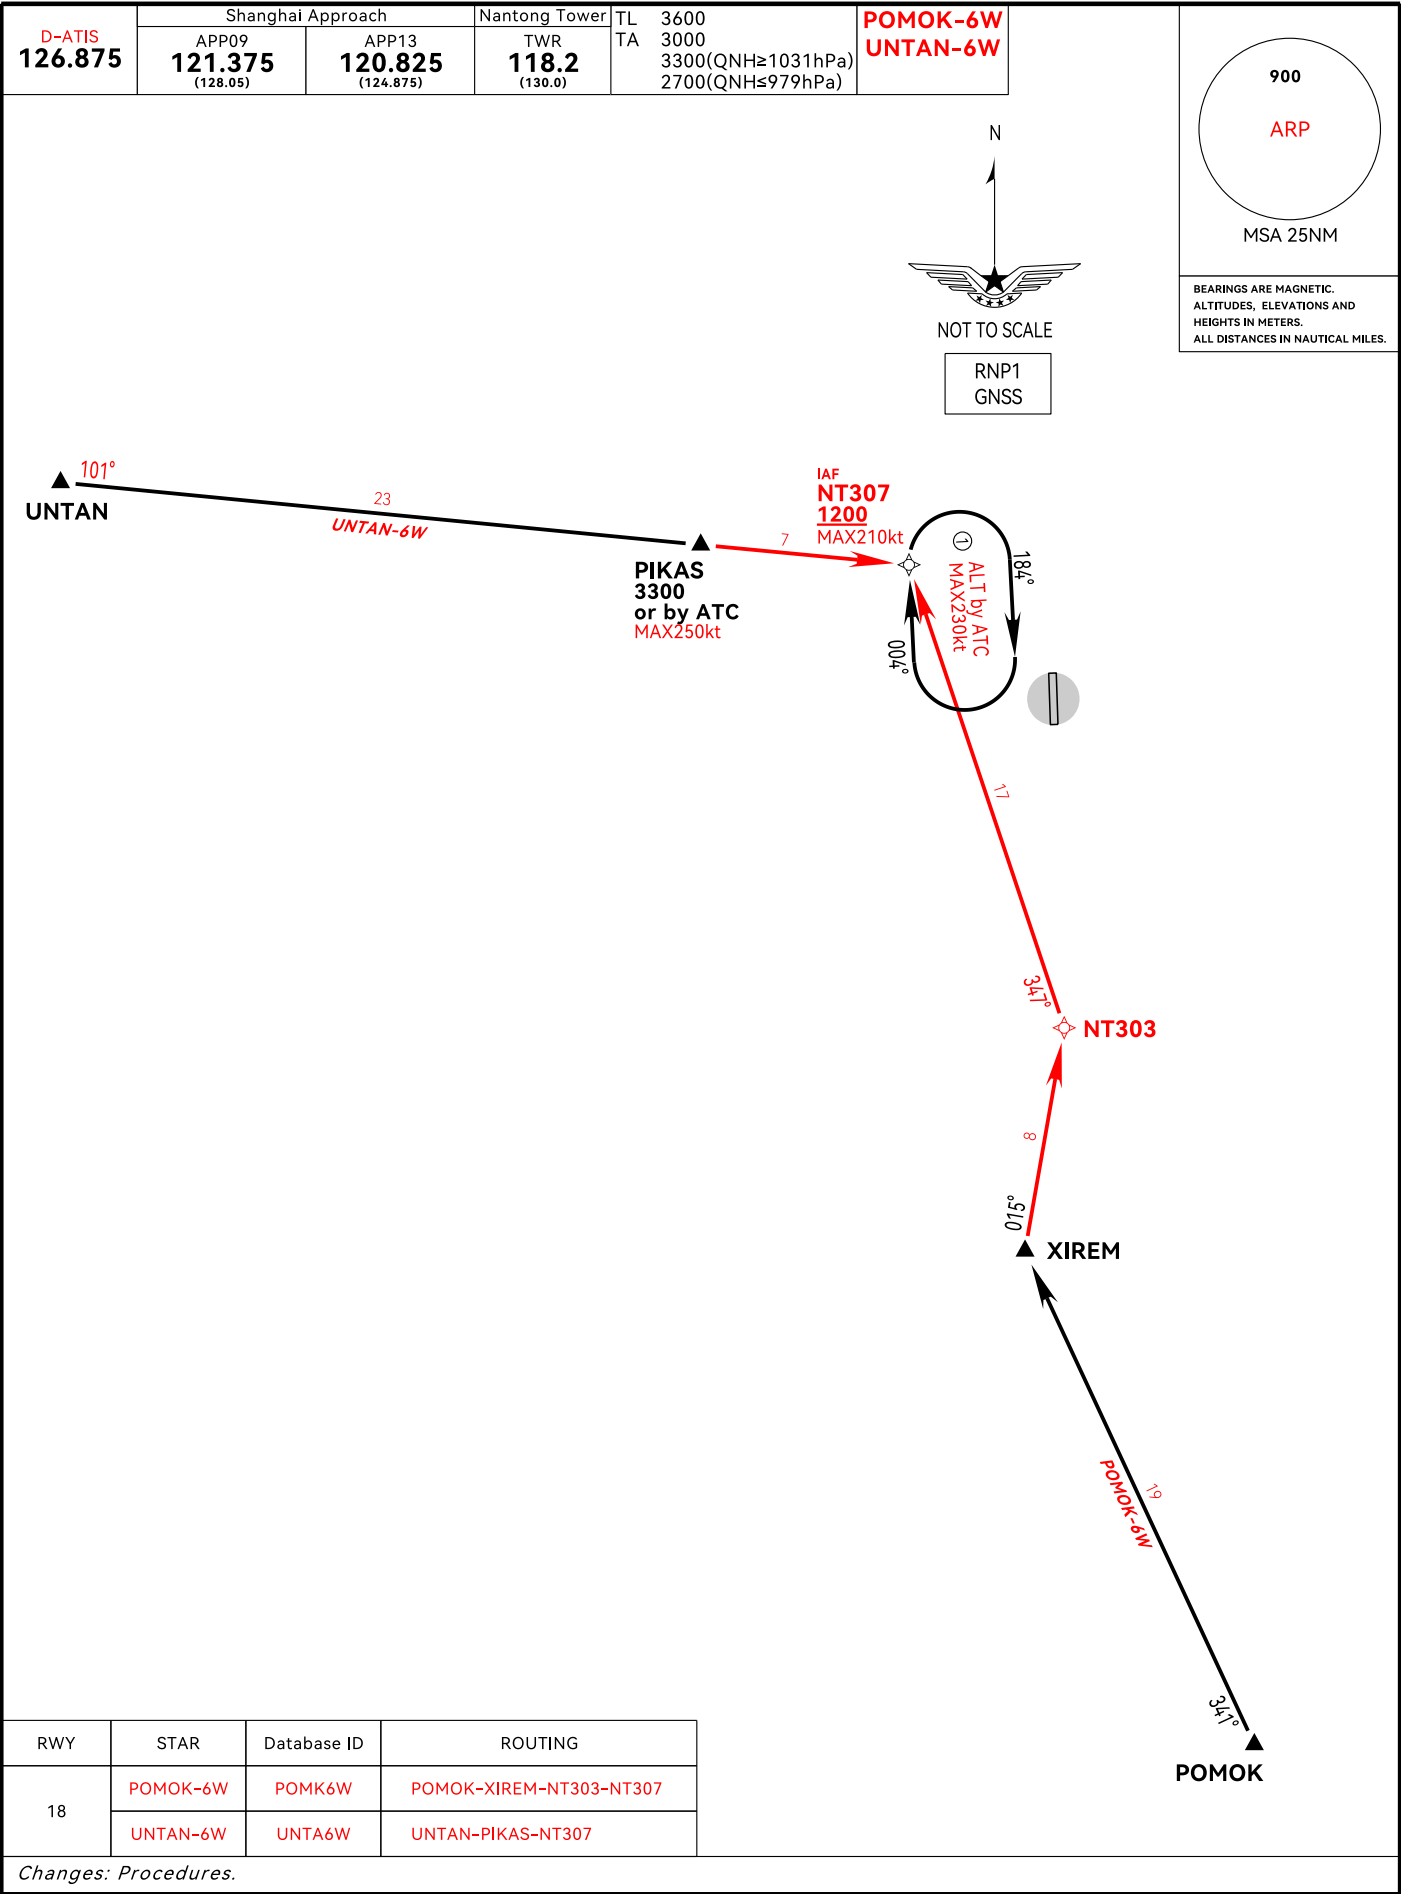 D-ATIS
126.875
Shanghai Approach
APP09
121.375
(128.05)
APP13
120.825
(124.875)
Nantong Tower
TWR
118.2
(130.0)
TL 3600
TA 3000
3300(QNH≥1031hPa)
2700(QNH≤979hPa)
POMOK-6W
UNTAN-6W
900
ARP
MSA 25NM
BEARINGS ARE MAGNETIC.
ALTITUDES, ELEVATIONS AND
HEIGHTS IN METERS.
ALL DISTANCES IN NAUTICAL MILES.
N
NOT TO SCALE
RNP1
GNSS
101°
UNTAN
23
UNTAN-6W
PIKAS
3300
or by ATC
MAX250kt
7
IAF
NT307
1200
MAX210kt
①
ALT by ATC
MAX230kt
184°
004°
17
347°
NT303
8
015°
XIREM
19
POMOK-6W
341°
POMOK
RWY STAR Database ID ROUTING
18
POMOK-6W POMK6W POMOK-XIREM-NT303-NT307
UNTAN-6W UNTA6W UNTAN-PIKAS-NT307
Changes: Procedures.